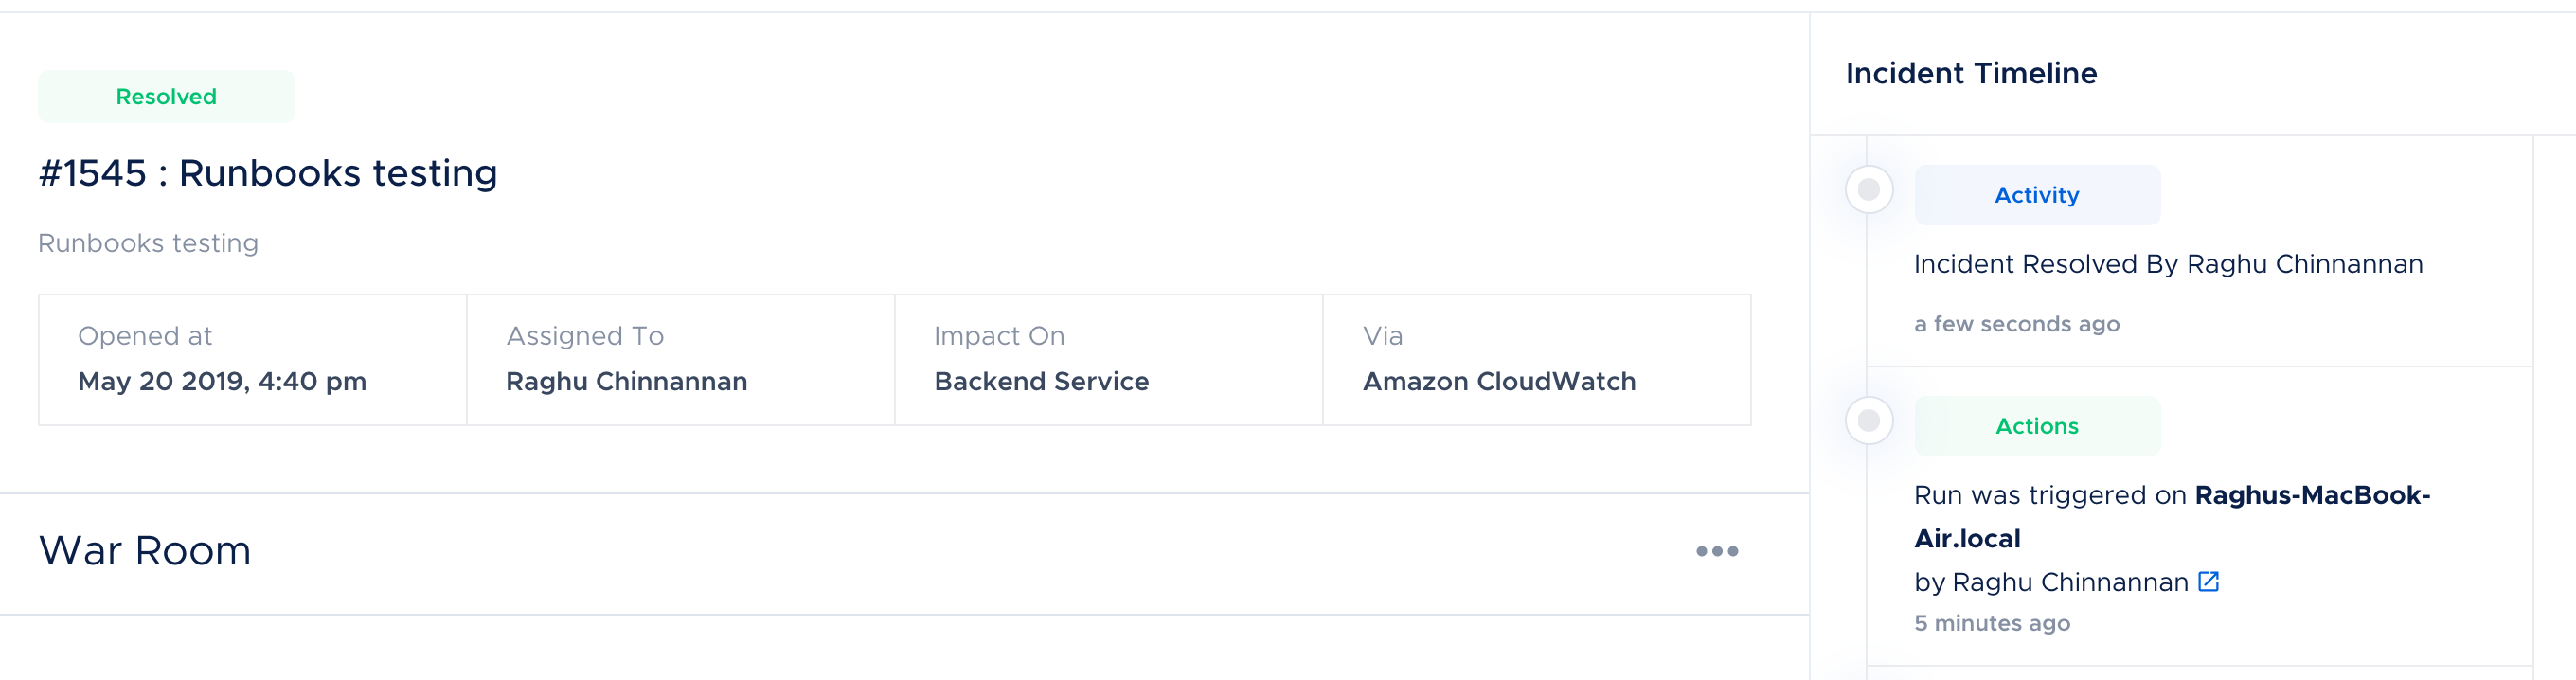 Resolved
#1545 : Runbooks testing
Runbooks testing
Opened at
May 20 2019, 4:40 pm
Assigned To
Raghu Chinnannan
Impact On
Backend Service
Via
Amazon CloudWatch
War Room
Incident Timeline
Activity
Incident Resolved By Raghu Chinnannan
a few seconds ago
Actions
Run was triggered on Raghus-MacBook-
Air.local
by Raghu Chinnannan
5 minutes ago